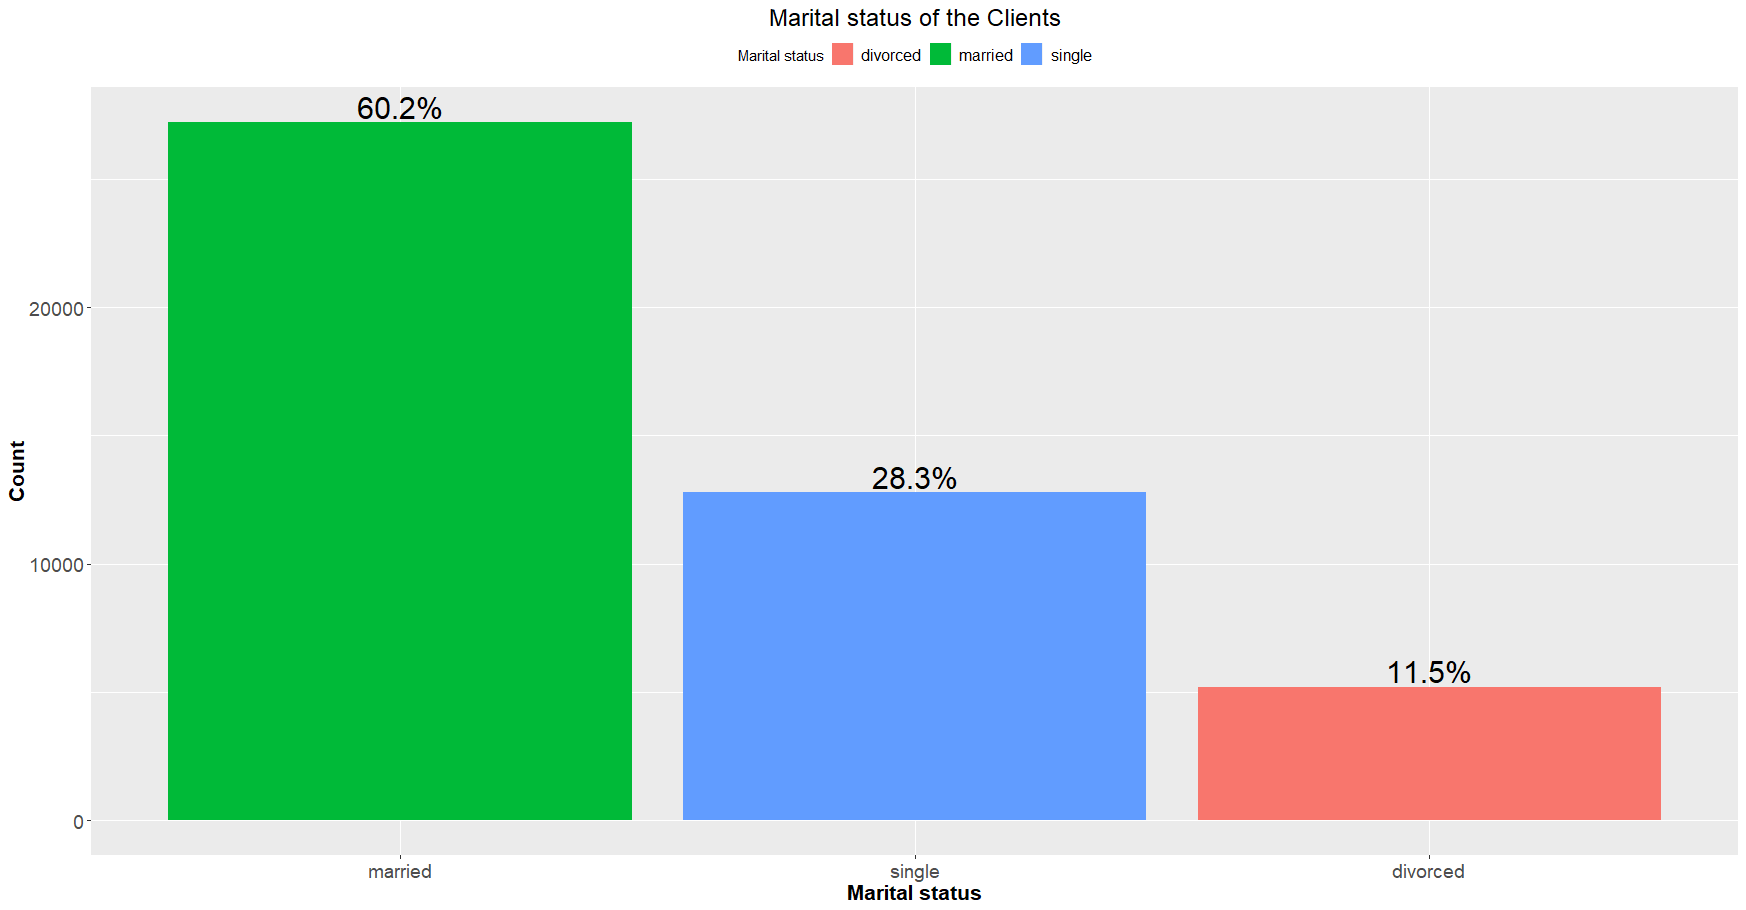 Marital status of the Clients
Marital status divorced married single
60.2%
28.3%
11.5%
20000
10000
0
Count
married single divorced
Marital status